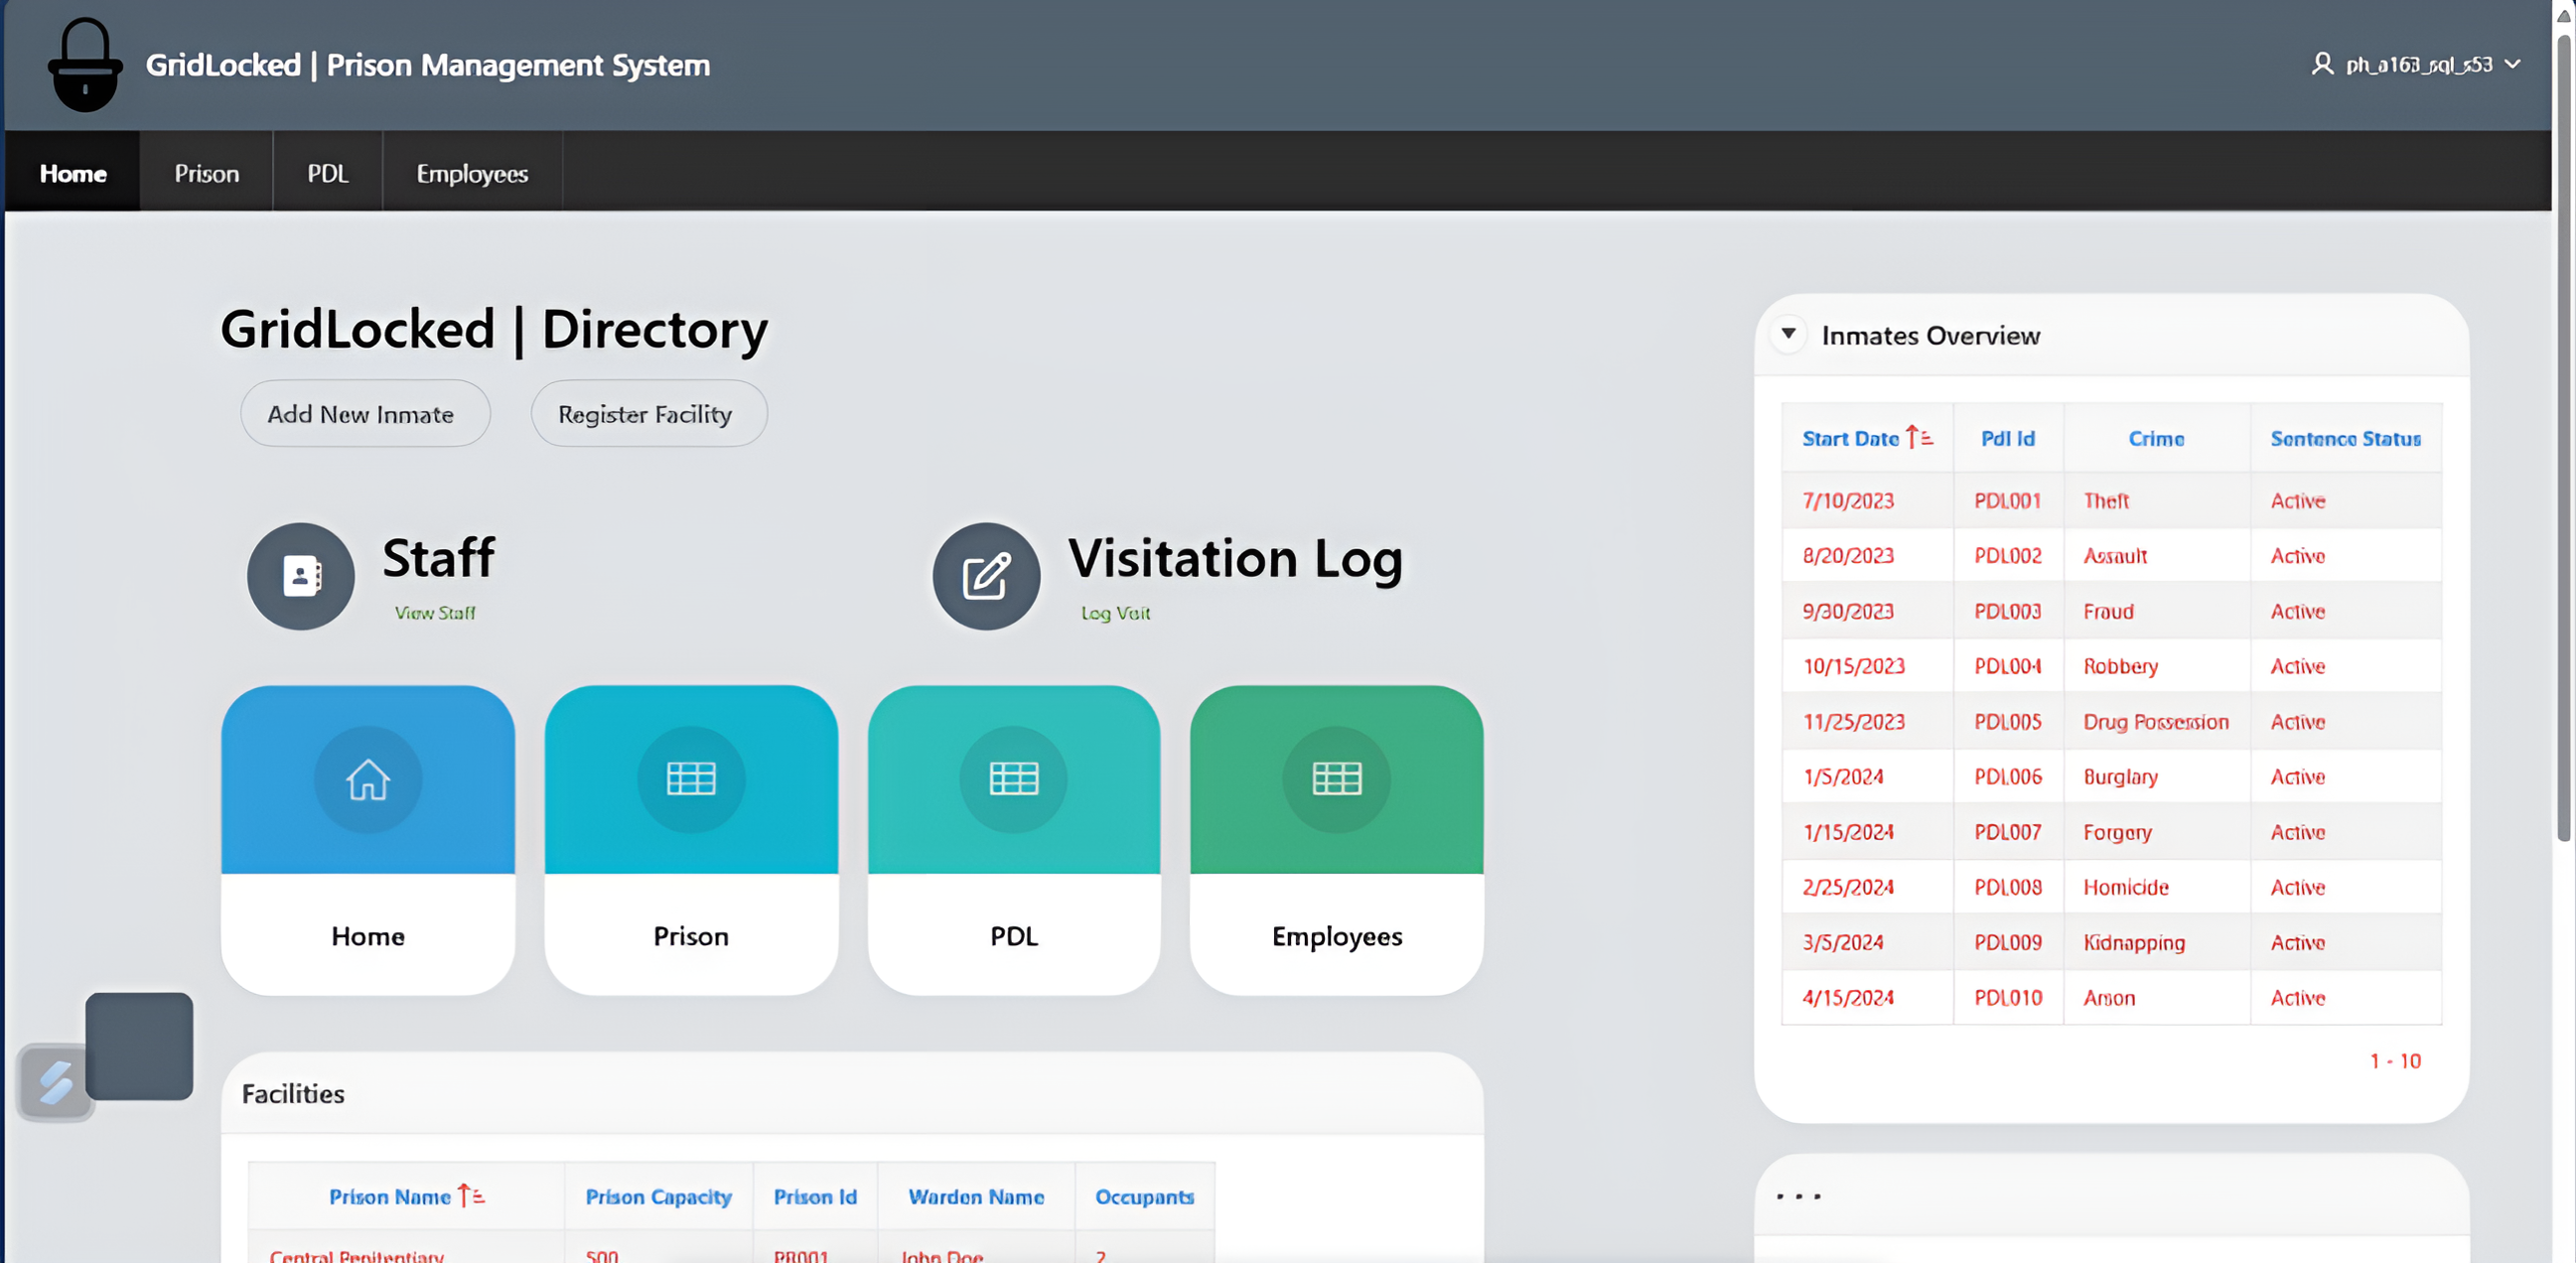 GridLocked | Prison Management System
ph_a163_sql_s53
Home
Prison
PDL
Employees
GridLocked | Directory
Add New Inmate
Register Facility
Staff
View Staff
Visitation Log
Log Visit
Home
Prison
PDL
Employees
Inmates Overview
Start Date Pdl Id Crime Sentence Status
7/10/2023 PDL001 Theft Active
8/20/2023 PDL002 Assault Active
9/30/2023 PDL003 Fraud Active
10/15/2023 PDL004 Robbery Active
11/25/2023 PDL005 Drug Possession Active
1/5/2024 PDL006 Burglary Active
1/15/2024 PDL007 Forgery Active
2/25/2024 PDL008 Homicide Active
3/5/2024 PDL009 Kidnapping Active
4/15/2024 PDL010 Arson Active
1 - 10
Facilities
Prison Name Prison Capacity Prison Id Warden Name Occupants
Central Penitentiary 500 PR001 John Doe 2
...